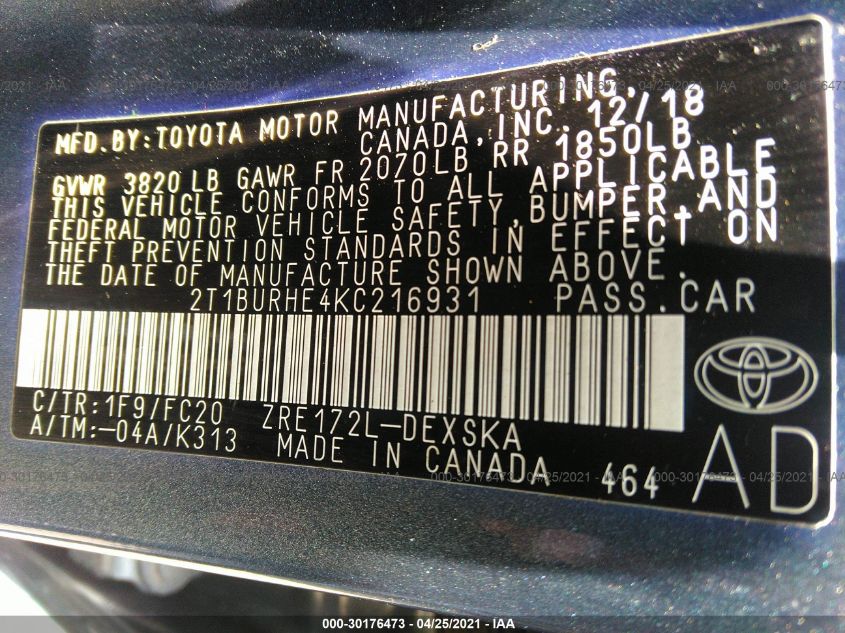 MFD. BY: TOYOTA MOTOR MANUFACTURING,
CANADA, INC. 12/18
GVWR 3820 LB GAWR FR 2070LB RR 1850LB
THIS VEHICLE CONFORMS TO ALL APPLICABLE
FEDERAL MOTOR VEHICLE SAFETY, BUMPER, AND
THEFT PREVENTION STANDARDS IN EFFECT ON
THE DATE OF MANUFACTURE SHOWN ABOVE.
2T1BURHE4KC216931 PASS.CAR
C/TR:1F9/FC20 ZRE172L-DEXSKA
A/TM:-04A/K313 MADE IN CANADA 464
AD
000-30176473 - 04/25/2021 - IAA